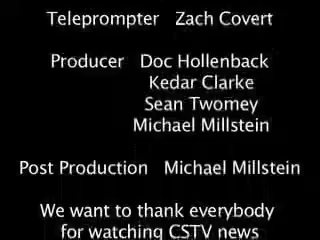 Teleprompter Zach Covert
Producer Doc Hollenback
Kedar Clarke
Sean Twomey
Michael Millstein
Post Production Michael Millstein
We want to thank everybody
for watching CSTV news